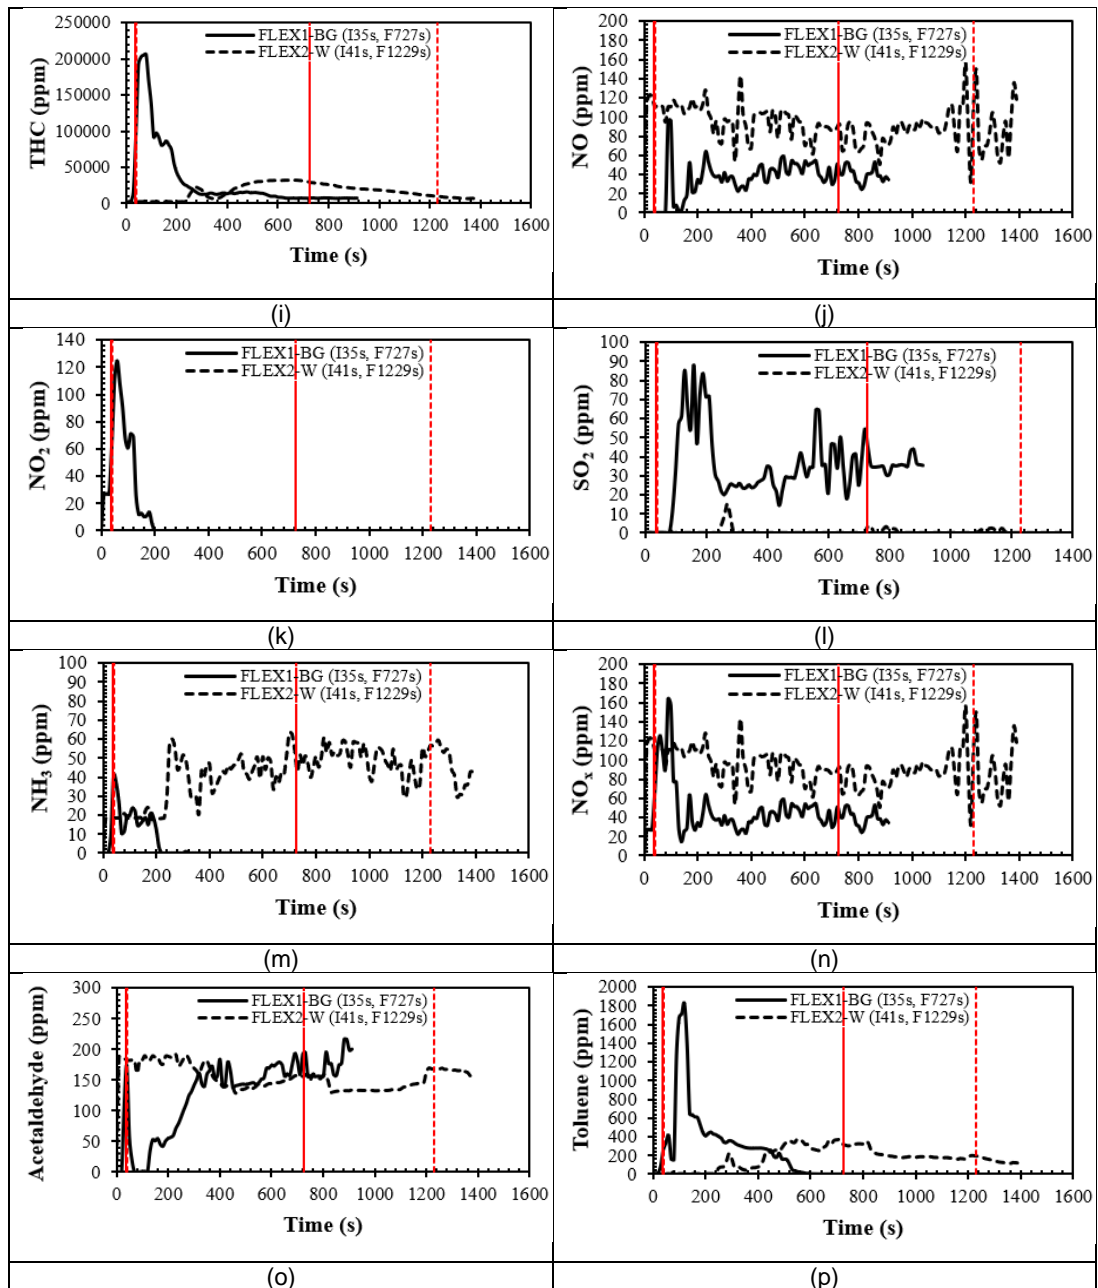 250000
200000
150000
100000
50000
0
THC (ppm)
FLEX1-BG (I35s, F727s)
FLEX2-W (I41s, F1229s)
0 200 400 600 800 1000 1200 1400 1600
Time (s)
(i)
200
180
160
140
120
100
80
60
40
20
0
NO (ppm)
FLEX1-BG (I35s, F727s)
FLEX2-W (I41s, F1229s)
0 200 400 600 800 1000 1200 1400 1600
Time (s)
(j)
140
120
100
80
60
40
20
0
NO₂ (ppm)
FLEX1-BG (I35s, F727s)
FLEX2-W (I41s, F1229s)
0 200 400 600 800 1000 1200 1400 1600
Time (s)
(k)
100
90
80
70
60
50
40
30
20
10
0
SO₂ (ppm)
FLEX1-BG (I35s, F727s)
FLEX2-W (I41s, F1229s)
0 200 400 600 800 1000 1200 1400
Time (s)
(l)
100
90
80
70
60
50
40
30
20
10
0
NH₃ (ppm)
FLEX1-BG (I35s, F727s)
FLEX2-W (I41s, F1229s)
0 200 400 600 800 1000 1200 1400 1600
Time (s)
(m)
200
180
160
140
120
100
80
60
40
20
0
NOₓ (ppm)
FLEX1-BG (I35s, F727s)
FLEX2-W (I41s, F1229s)
0 200 400 600 800 1000 1200 1400 1600
Time (s)
(n)
300
250
200
150
100
50
0
Acetaldehyde (ppm)
FLEX1-BG (I35s, F727s)
FLEX2-W (I41s, F1229s)
0 200 400 600 800 1000 1200 1400 1600
Time (s)
(o)
2000
1800
1600
1400
1200
1000
800
600
400
200
0
Toluene (ppm)
FLEX1-BG (I35s, F727s)
FLEX2-W (I41s, F1229s)
0 200 400 600 800 1000 1200 1400 1600
Time (s)
(p)